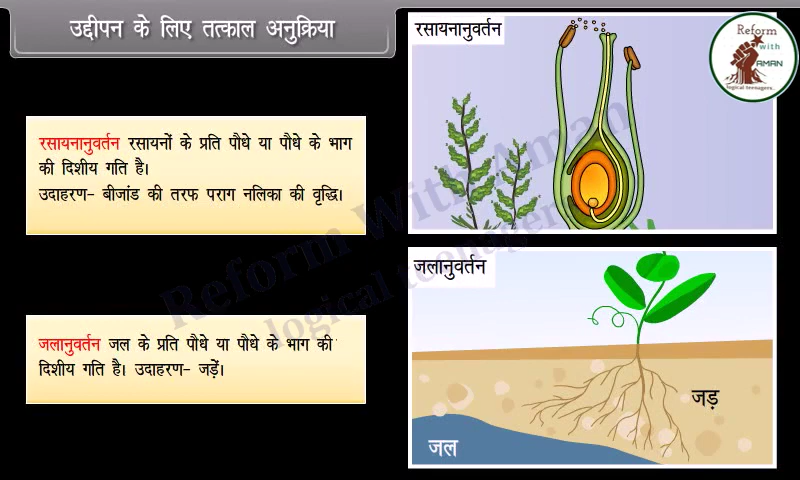 उद्दीपन के लिए तत्काल अनुक्रिया
रसायनानुवर्तन
Reform
with
AMAN
logical teenagers.
रसायनानुवर्तन रसायनों के प्रति पौधे या पौधे के भाग
की दिशीय गति है।
उदाहरण- बीजांड की तरफ पराग नलिका की वृद्धि।
जलानुवर्तन
जलानुवर्तन जल के प्रति पौधे या पौधे के भाग की
दिशीय गति है। उदाहरण- जड़ें।
जड़
जल
Reform With Aman
logical teenagers